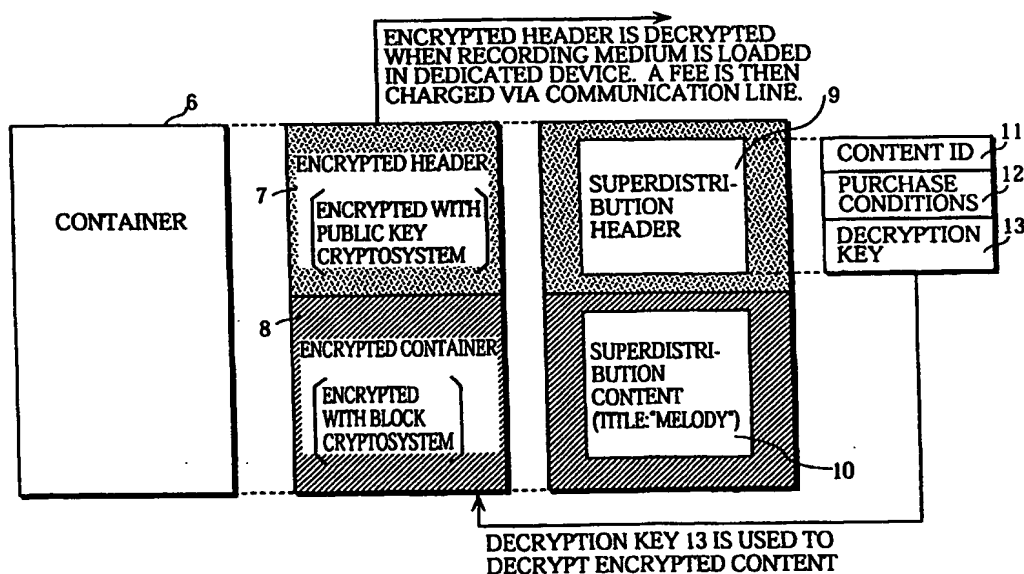 ENCRYPTED HEADER IS DECRYPTED
WHEN RECORDING MEDIUM IS LOADED
IN DEDICATED DEVICE. A FEE IS THEN
CHARGED VIA COMMUNICATION LINE.
6
CONTAINER
7
ENCRYPTED HEADER
ENCRYPTED WITH
PUBLIC KEY
CRYPTOSYSTEM
8
ENCRYPTED CONTAINER
ENCRYPTED
WITH BLOCK
CRYPTOSYSTEM
9
SUPERDISTRI-
BUTION
HEADER
SUPERDISTRI-
BUTION
CONTENT
(TITLE:"MELODY")
10
11
CONTENT ID
12
PURCHASE
CONDITIONS
13
DECRYPTION
KEY
DECRYPTION KEY 13 IS USED TO
DECRYPT ENCRYPTED CONTENT